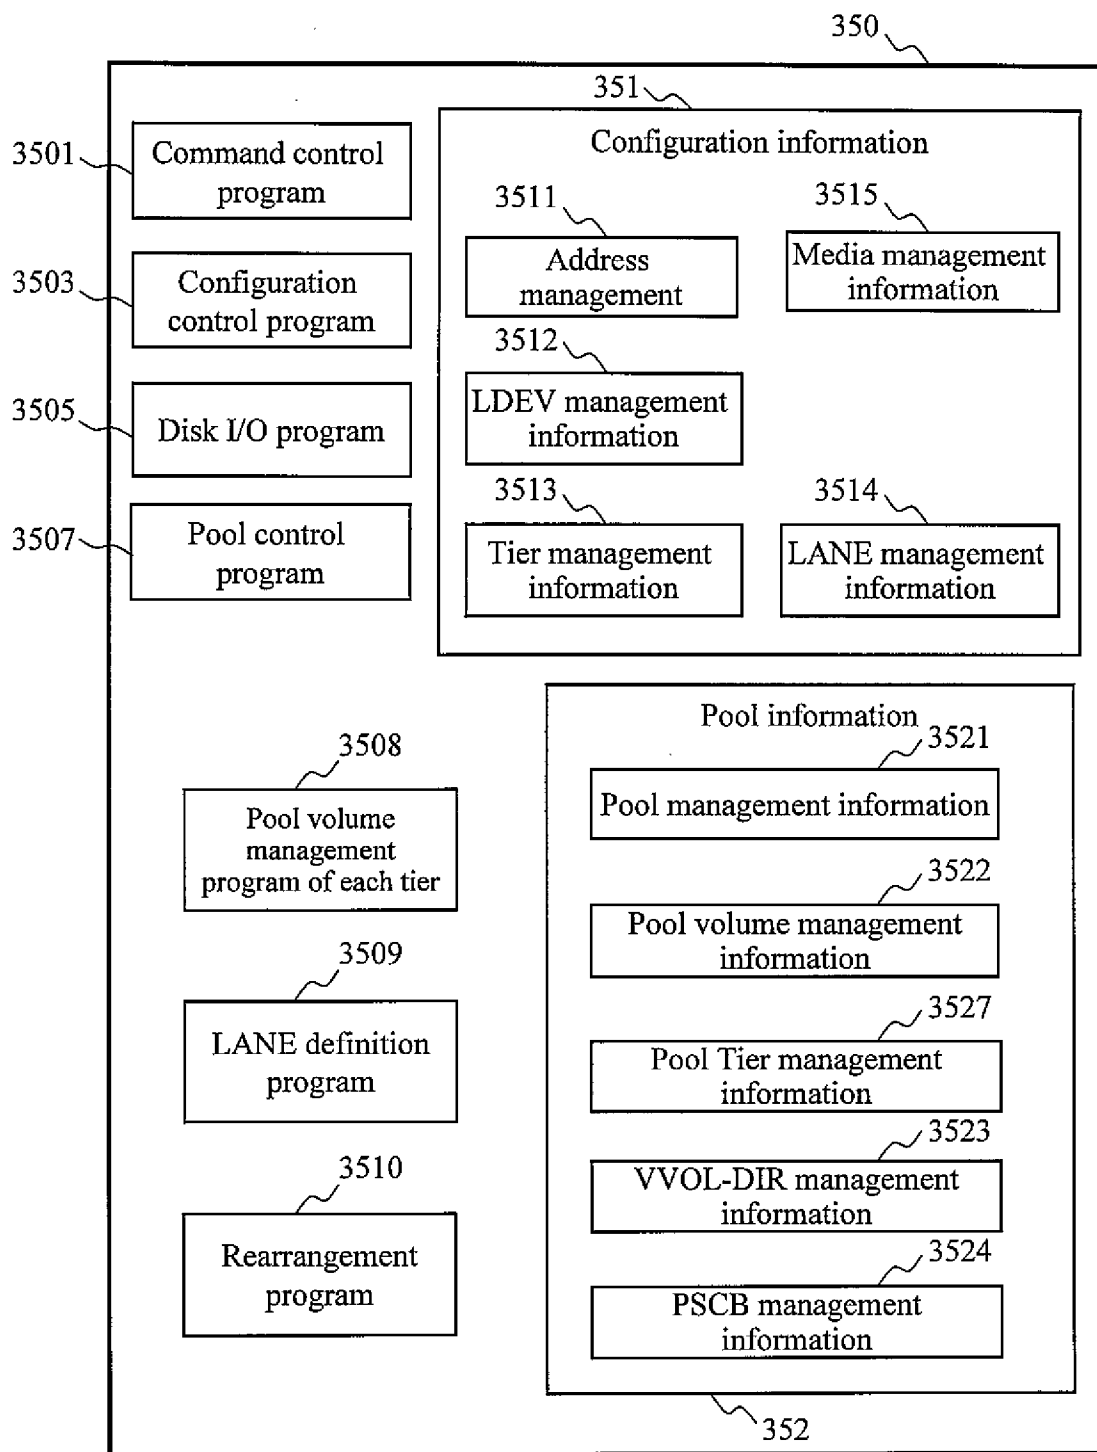 350
351
3501
Command control
program
3503
Configuration
control program
3505
Disk I/O program
3507
Pool control
program
Configuration information
3511
Address
management
3515
Media management
information
3512
LDEV management
information
3513
Tier management
information
3514
LANE management
information
3508
Pool volume
management
program of each tier
3509
LANE definition
program
3510
Rearrangement
program
Pool information
3521
Pool management information
3522
Pool volume management
information
3527
Pool Tier management
information
3523
VVOL-DIR management
information
3524
PSCB management
information
352